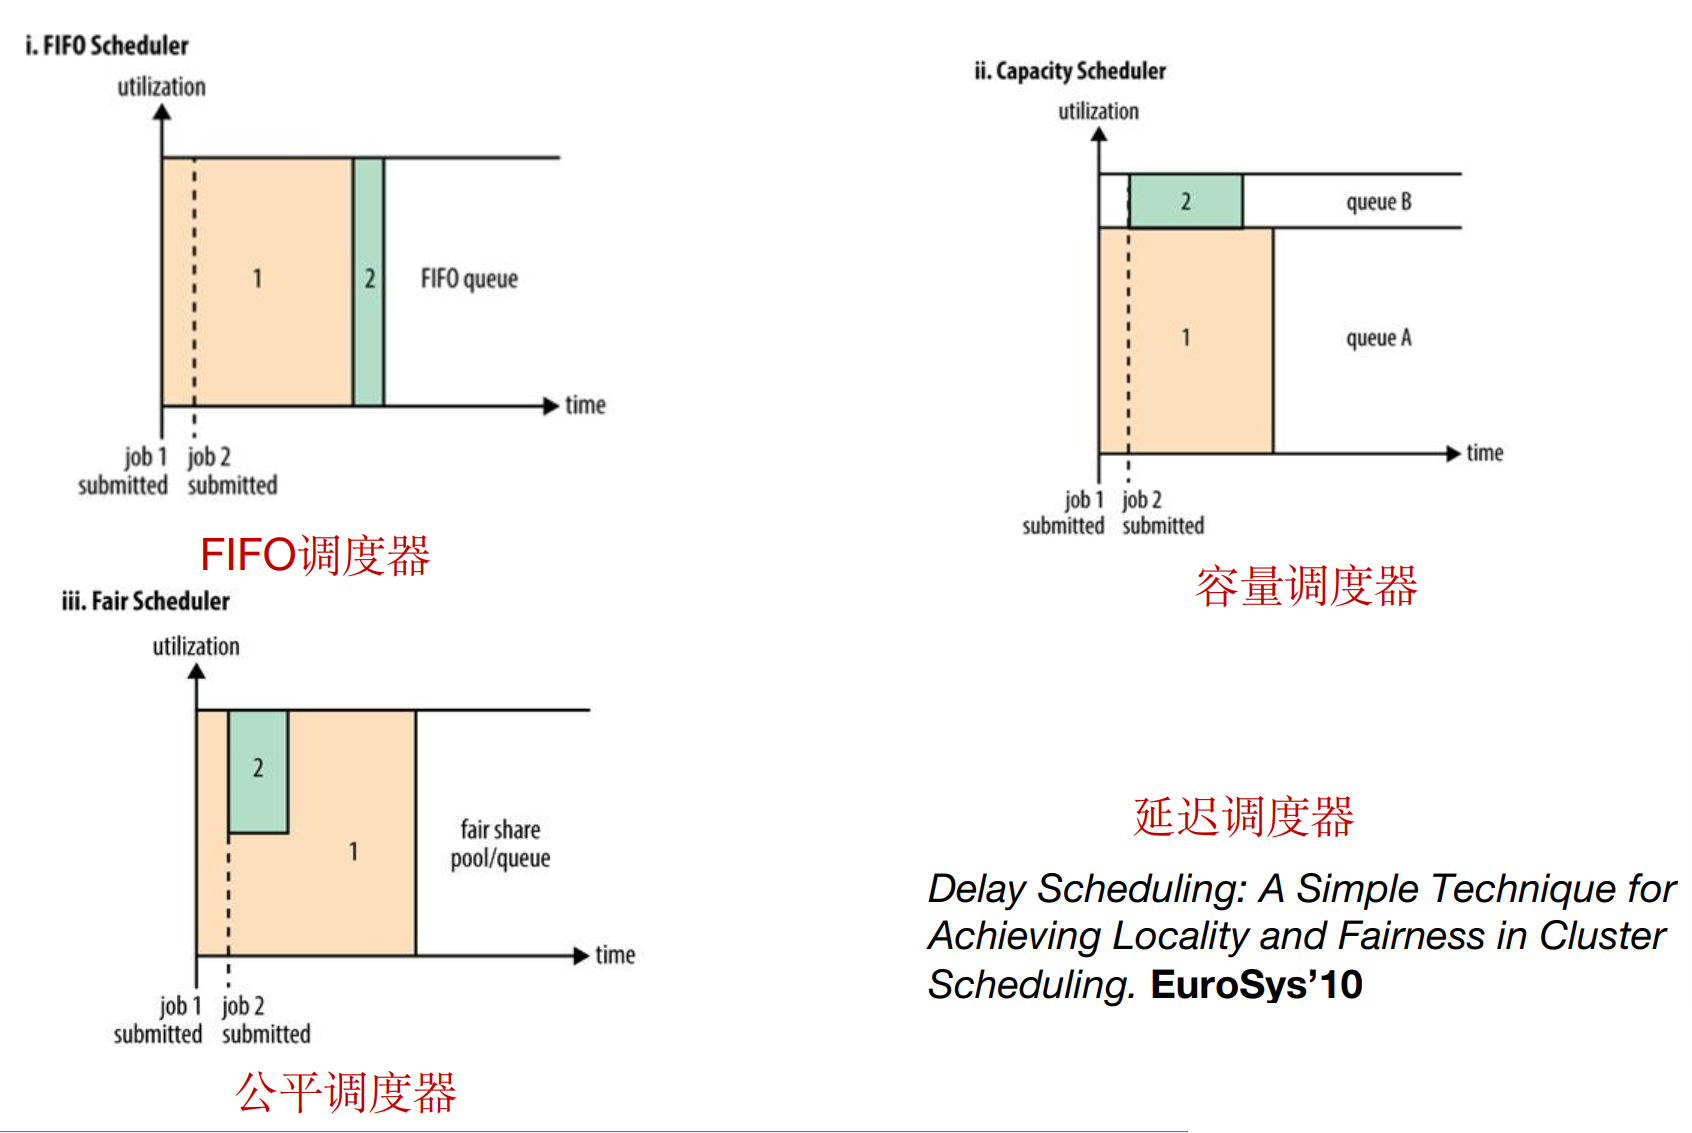 i. FIFO Scheduler
utilization
1
2
FIFO queue
time
job 1
submitted
job 2
submitted
FIFO调度器
ii. Capacity Scheduler
utilization
2
queue B
1
queue A
time
job 1
submitted
job 2
submitted
容量调度器
iii. Fair Scheduler
utilization
2
1
fair share
pool/queue
time
job 1
submitted
job 2
submitted
公平调度器
延迟调度器
Delay Scheduling: A Simple Technique for
Achieving Locality and Fairness in Cluster
Scheduling. EuroSys’10